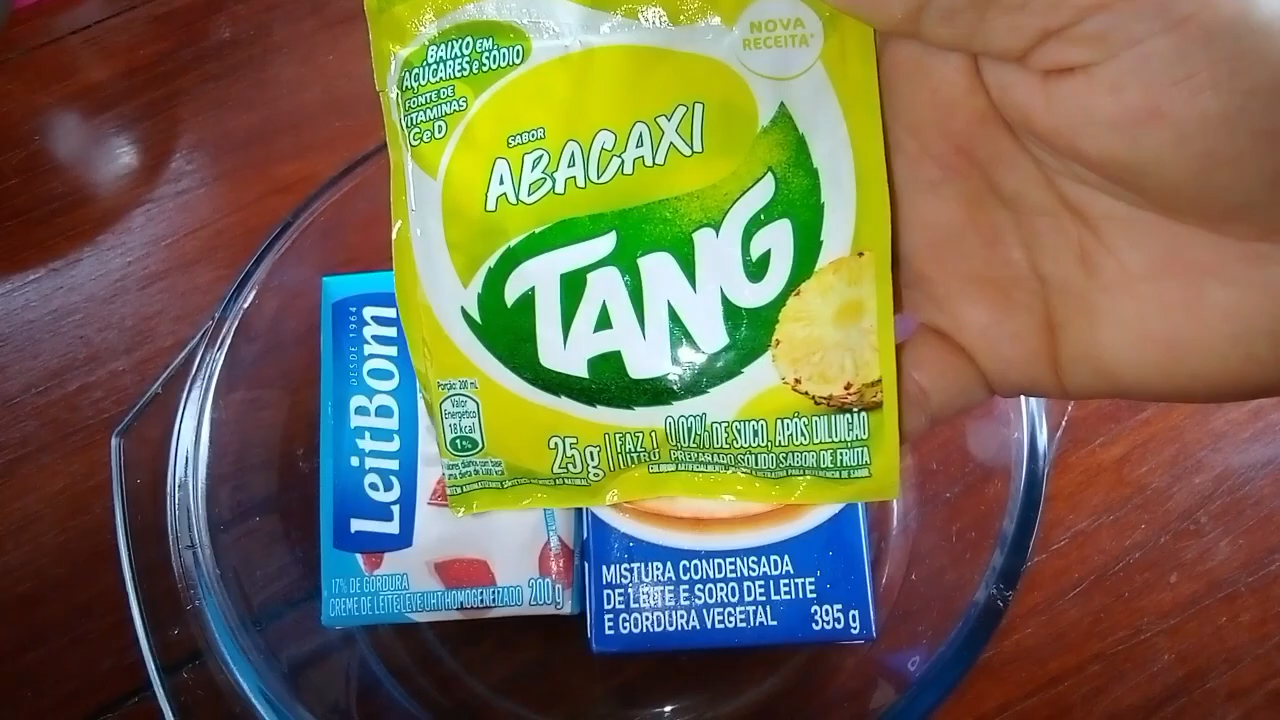 NOVA
RECEITA*
BAIXO EM
AÇÚCARES e SÓDIO
FONTE DE
VITAMINAS
C e D
SABOR
ABACAXI
TANG
Porção: 200 mL
Valor
Energético
18 kcal
1%
25g | FAZ 1 LITRO
0,02% DE SUCO, APÓS DILUIÇÃO
PREPARADO SÓLIDO SABOR DE FRUTA
DESDE 1964
LeitBom
17% DE GORDURA
CREME DE LEITE LEVE UHT HOMOGENEIZADO 200 g
MISTURA CONDENSADA
DE LEITE E SORO DE LEITE
E GORDURA VEGETAL 395 g